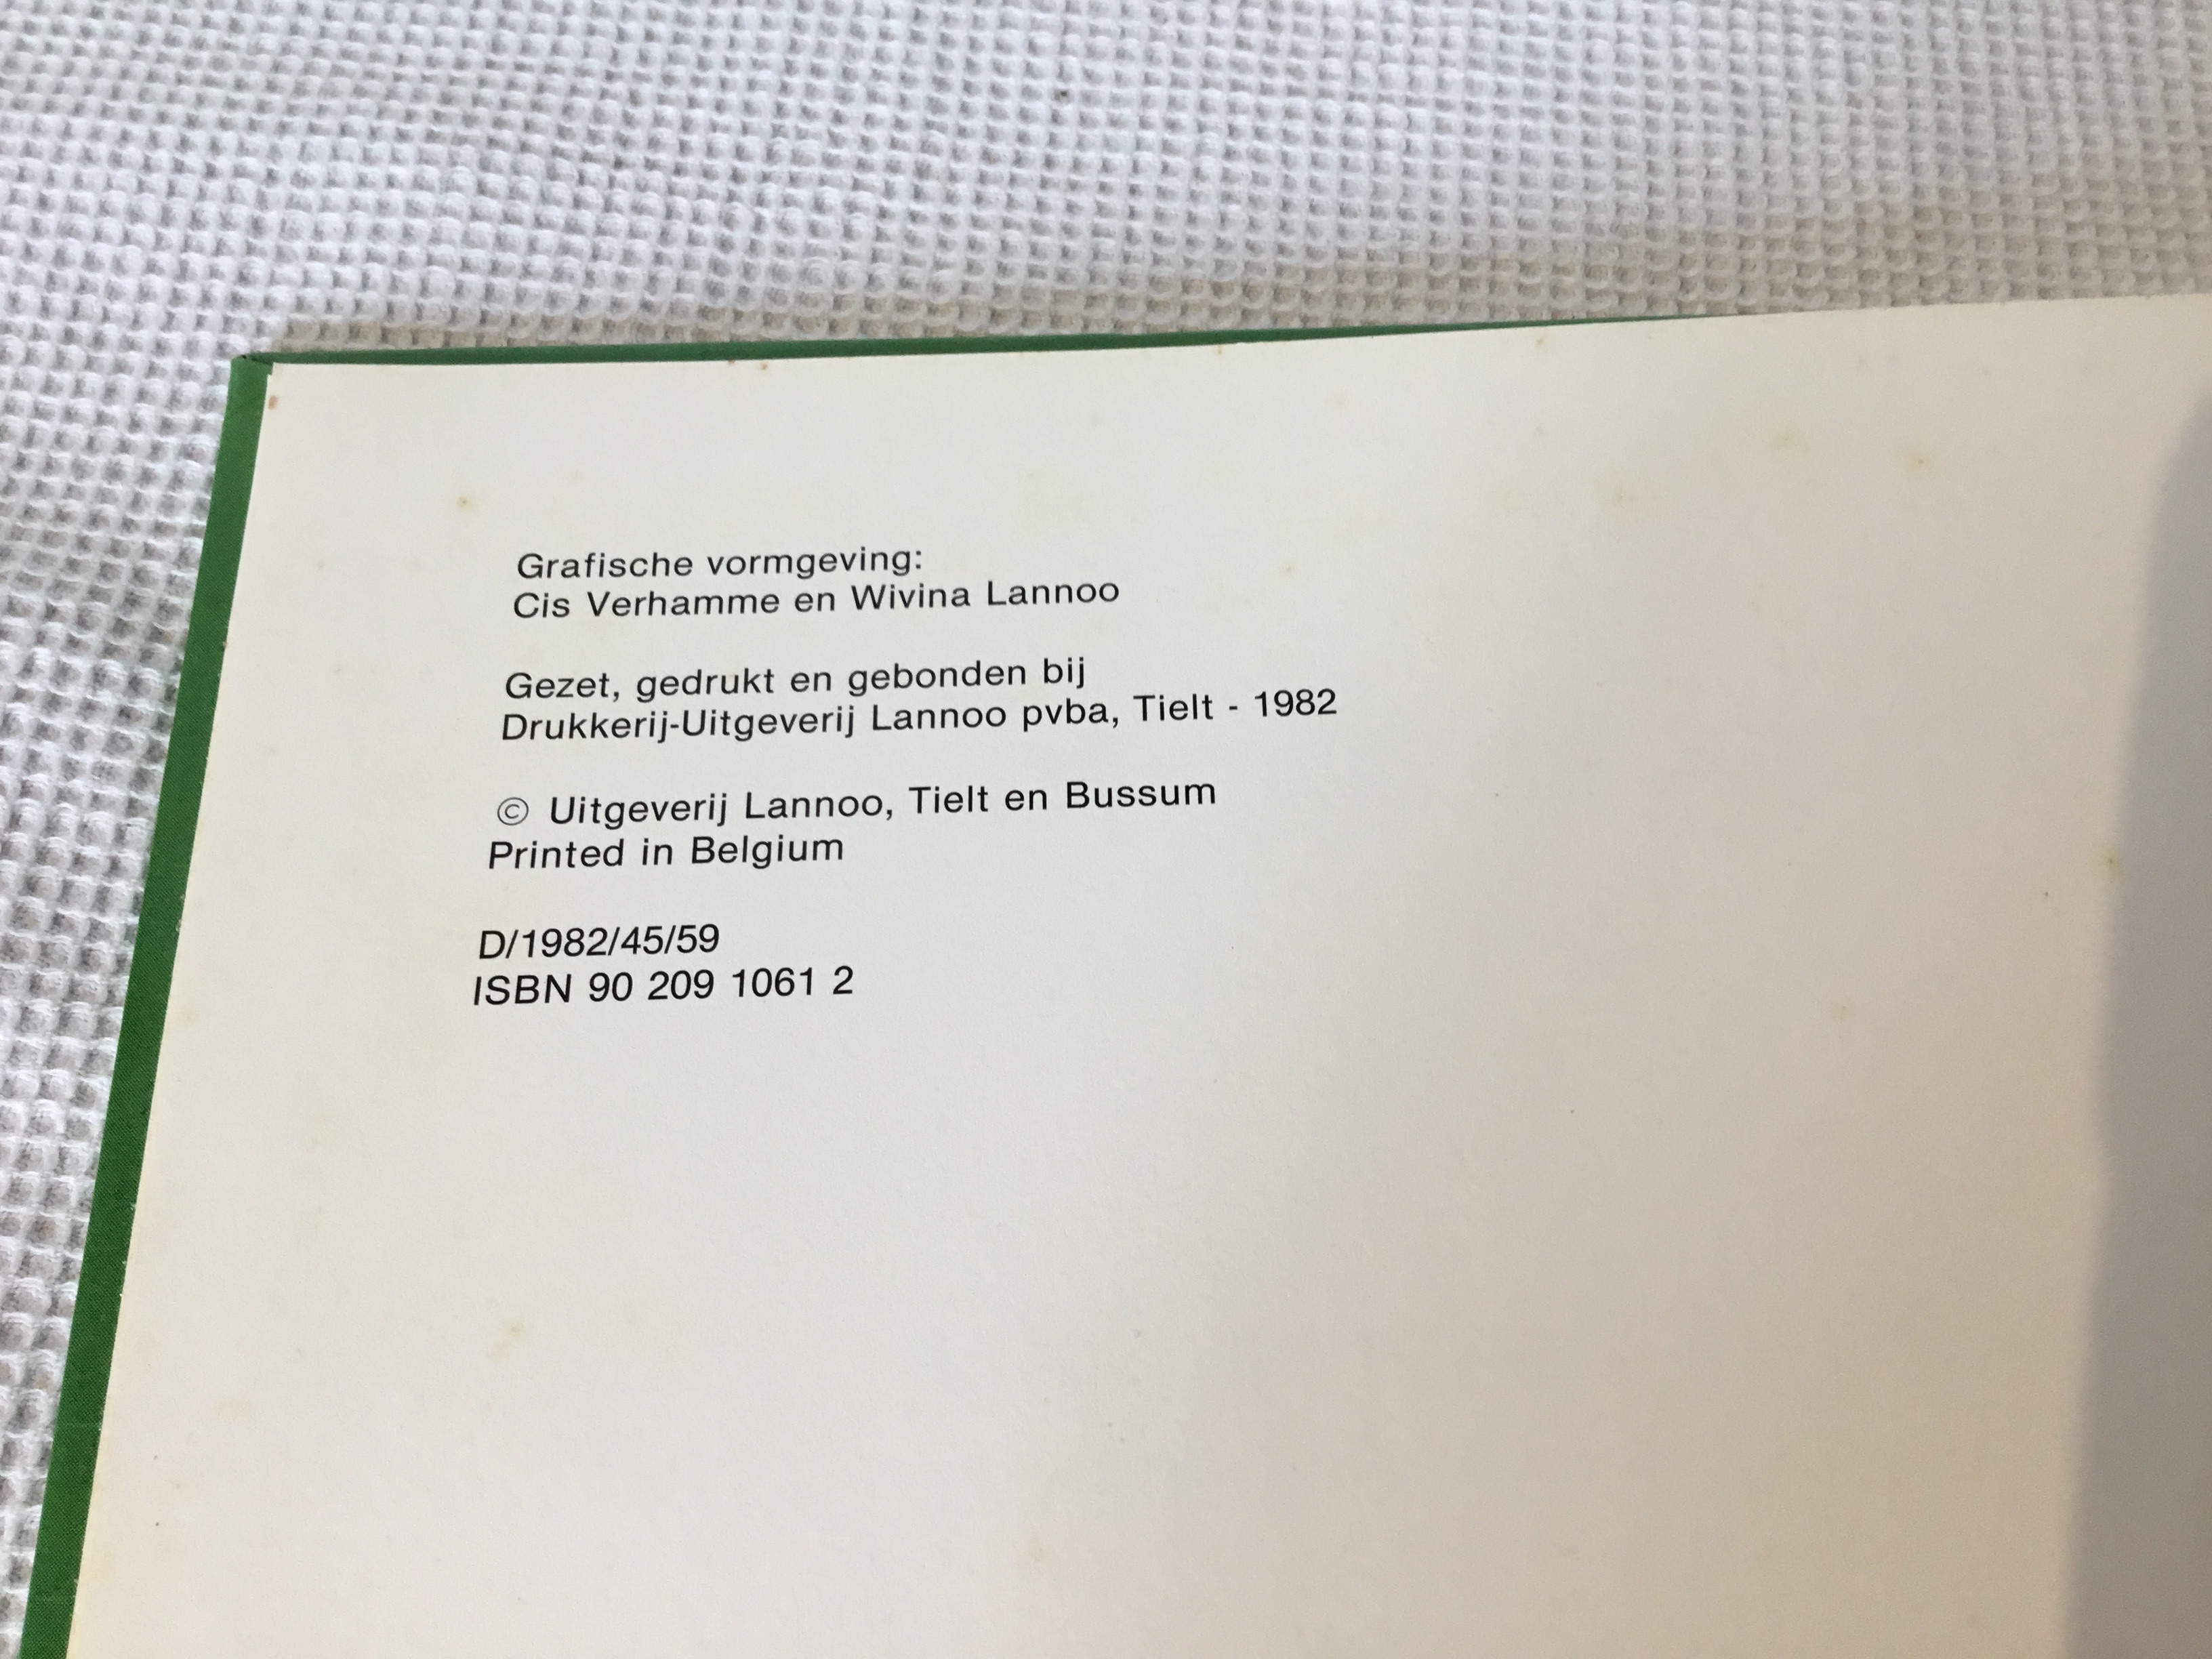 Grafische vormgeving:
Cis Verhamme en Wivina Lannoo
Gezet, gedrukt en gebonden bij
Drukkerij-Uitgeverij Lannoo pvba, Tielt - 1982
© Uitgeverij Lannoo, Tielt en Bussum
Printed in Belgium
D/1982/45/59
ISBN 90 209 1061 2